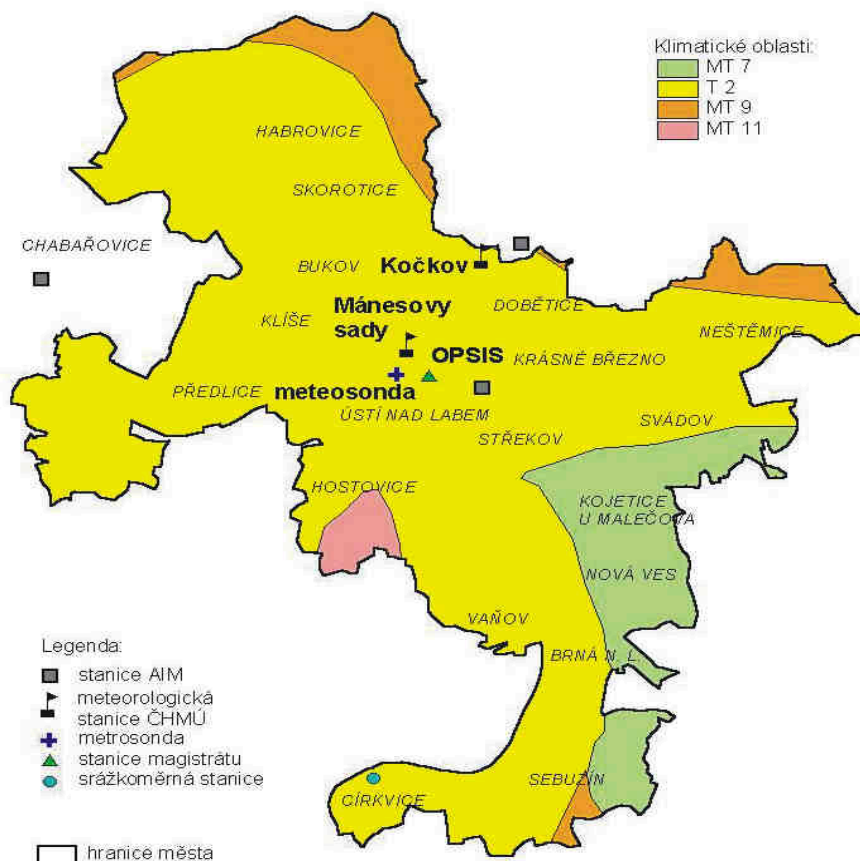 Klimatické oblasti:
MT 7
T 2
MT 9
MT 11
HABROVICE
SKOROTICE
CHABAŘOVICE
BUKOV
Kočkov
DOBĚTICE
KLÍŠE
Mánesovy
sady
NEŠTĚMICE
OPSIS
KRÁSNÉ BŘEZNO
PŘEDLICE
meteosonda
ÚSTÍ NAD LABEM
SVÁDOV
STŘEKOV
HOSTOVICE
KOJETICE
U MALEČOVA
NOVÁ VES
VAŇOV
BRNÁ N. L.
SEBUZÍN
CÍRKVICE
Legenda:
stanice AIM
meteorologická
stanice ČHMÚ
metrosonda
stanice magistrátu
srážkoměrná stanice
hranice města